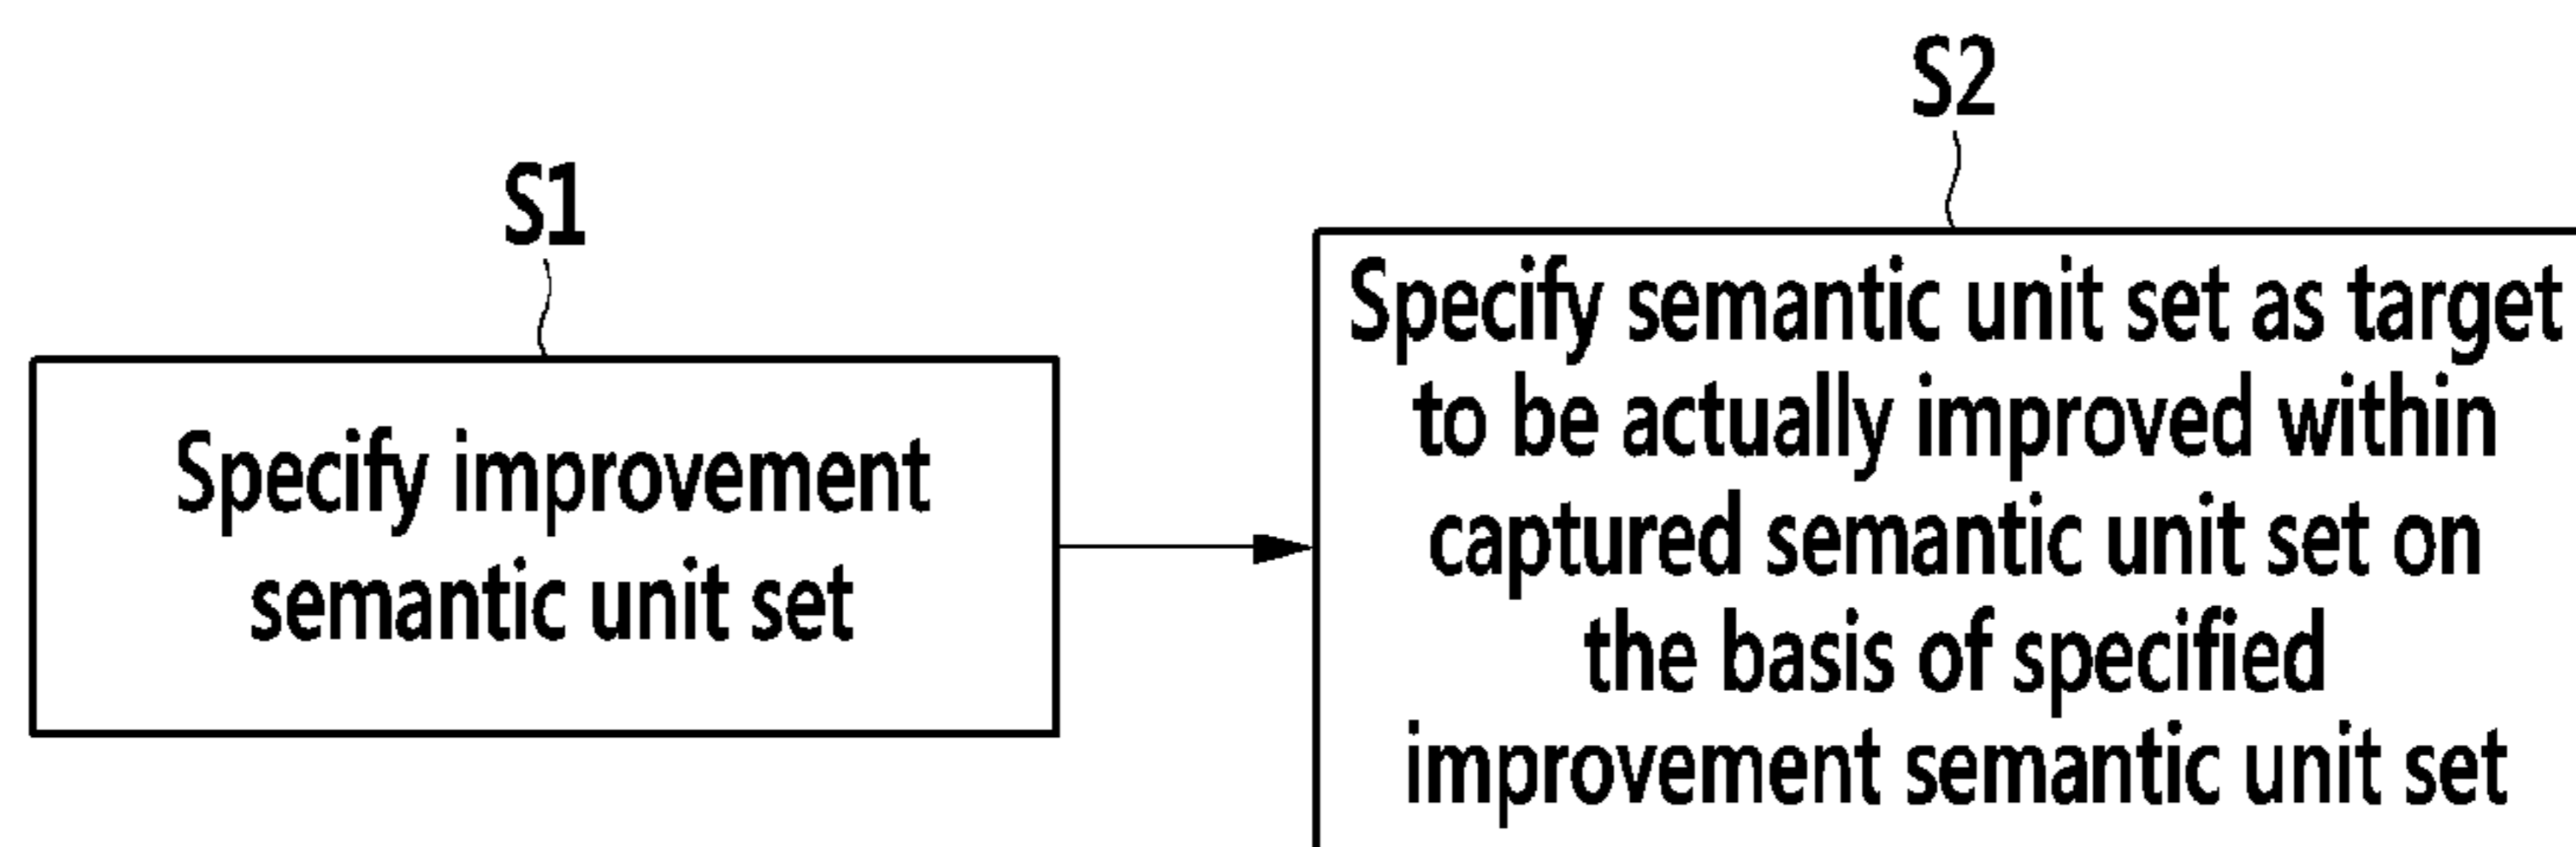 S1
Specify improvement
semantic unit set
S2
Specify semantic unit set as target
to be actually improved within
captured semantic unit set on
the basis of specified
improvement semantic unit set